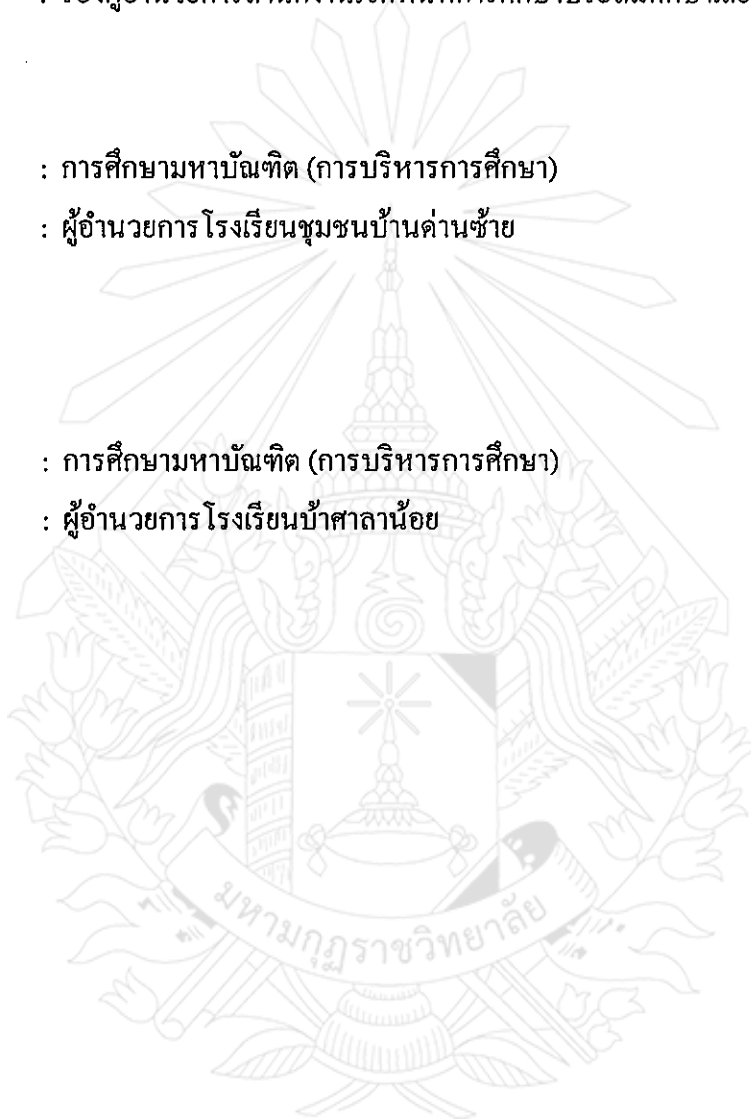 : การศึกษามหาบัณฑิต (การบริหารการศึกษา)
: ผู้อำนวยการโรงเรียนชุมชนบ้านด่านซ้าย
: การศึกษามหาบัณฑิต (การบริหารการศึกษา)
: ผู้อำนวยการโรงเรียนบ้าศาลาน้อย
มหามกุฏราชวิทยาลัย